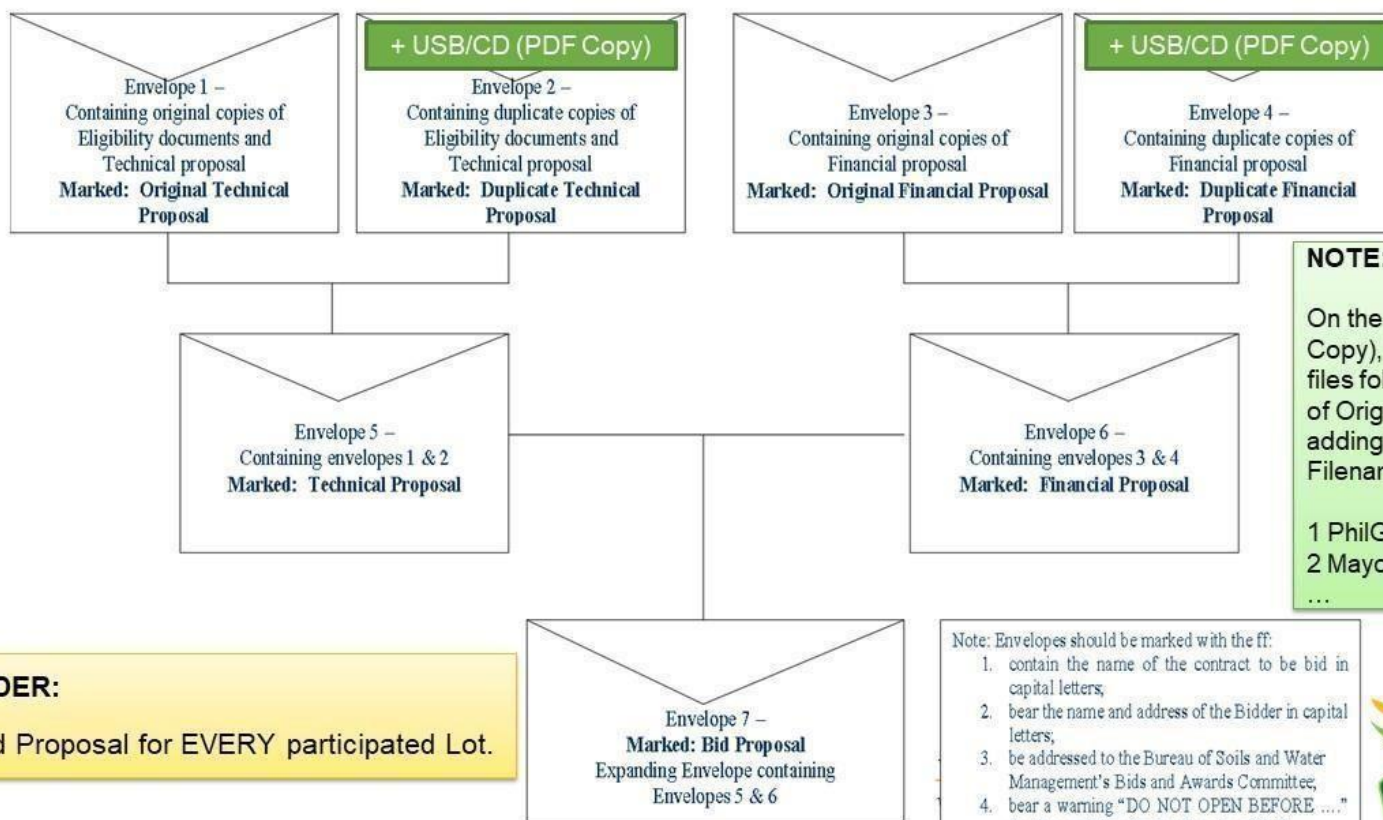 + USB/CD (PDF Copy)
+ USB/CD (PDF Copy)
Envelope 1 –
Containing original copies of
Eligibility documents and
Technical proposal
Marked: Original Technical
Proposal
Envelope 2 –
Containing duplicate copies of
Eligibility documents and
Technical proposal
Marked: Duplicate Technical
Proposal
Envelope 3 –
Containing original copies of
Financial proposal
Marked: Original Financial Proposal
Envelope 4 –
Containing duplicate copies of
Financial proposal
Marked: Duplicate Financial
Proposal
NOTE
On the
Copy),
files fo
of Orig
adding
Filenar
1 PhilG
2 Mayo
...
Envelope 5 –
Containing envelopes 1 & 2
Marked: Technical Proposal
Envelope 6 –
Containing envelopes 3 & 4
Marked: Financial Proposal
DER:
d Proposal for EVERY participated Lot.
Envelope 7 –
Marked: Bid Proposal
Expanding Envelope containing
Envelopes 5 & 6
Note: Envelopes should be marked with the ff:
1. contain the name of the contract to be bid in
capital letters;
2. bear the name and address of the Bidder in capital
letters;
3. be addressed to the Bureau of Soils and Water
Management's Bids and Awards Committee;
4. bear a warning "DO NOT OPEN BEFORE …."